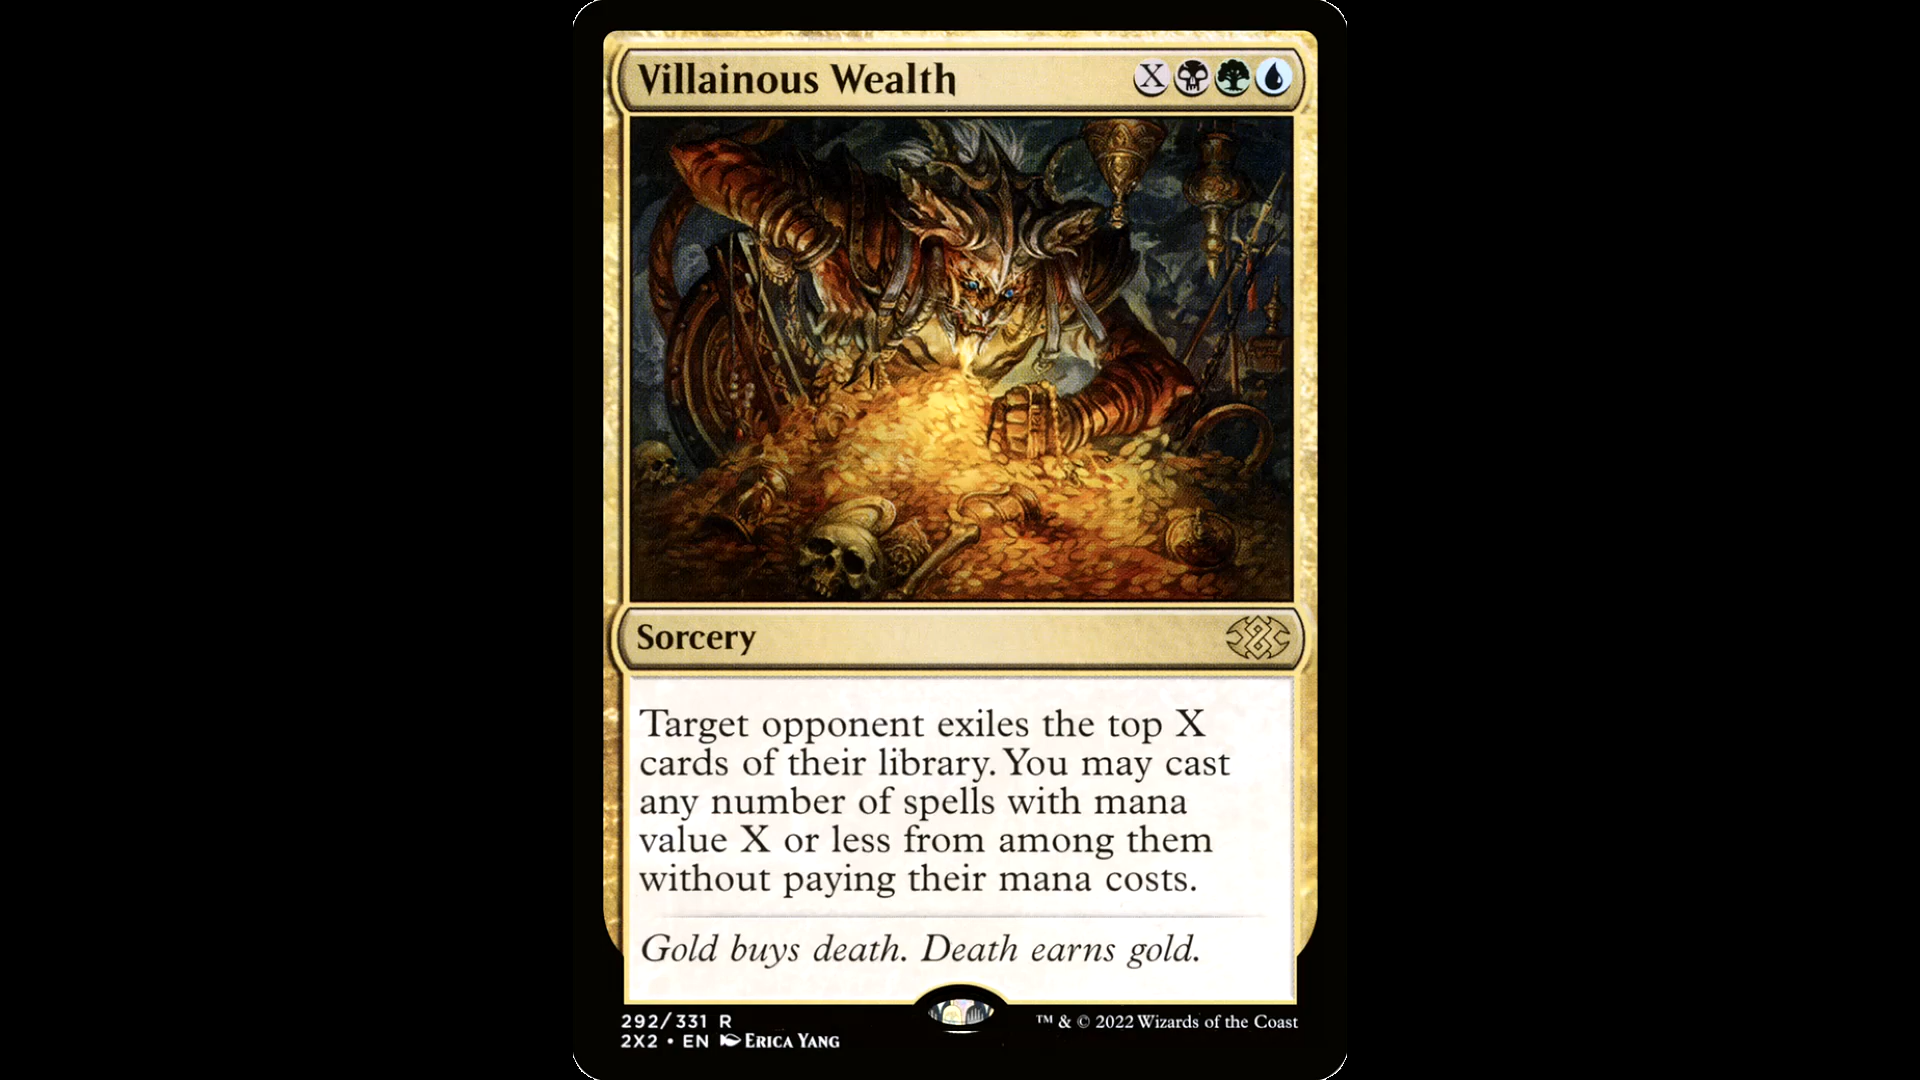 Villainous Wealth X
Sorcery
Target opponent exiles the top X
cards of their library. You may cast
any number of spells with mana
value X or less from among them
without paying their mana costs.
Gold buys death. Death earns gold.
292/331 R
2X2 • EN Erica Yang
™ & © 2022 Wizards of the Coast